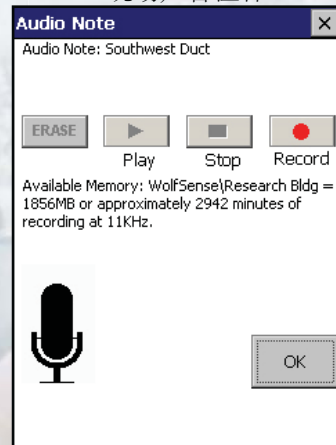 Audio Note
Audio Note: Southwest Duct
ERASE
Play Stop Record
Available Memory: WolfSense\Research Bldg =
1856MB or approximately 2942 minutes of
recording at 11KHz.
OK